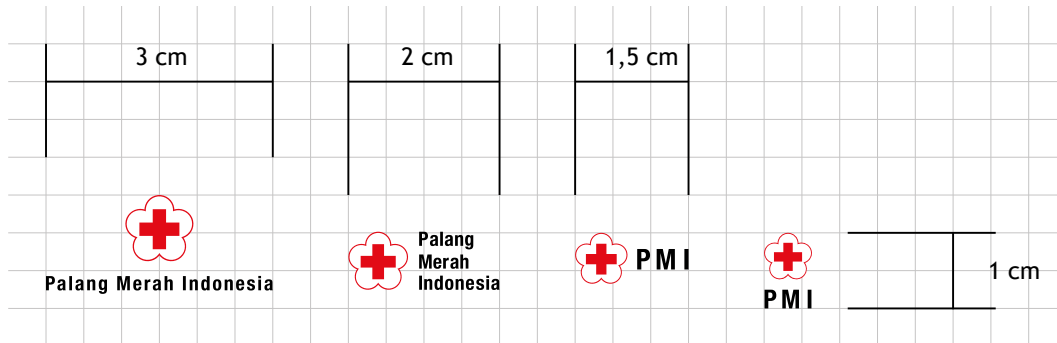 3 cm
2 cm
1,5 cm
Palang Merah Indonesia
Palang
Merah
Indonesia
PMI
PMI
1 cm